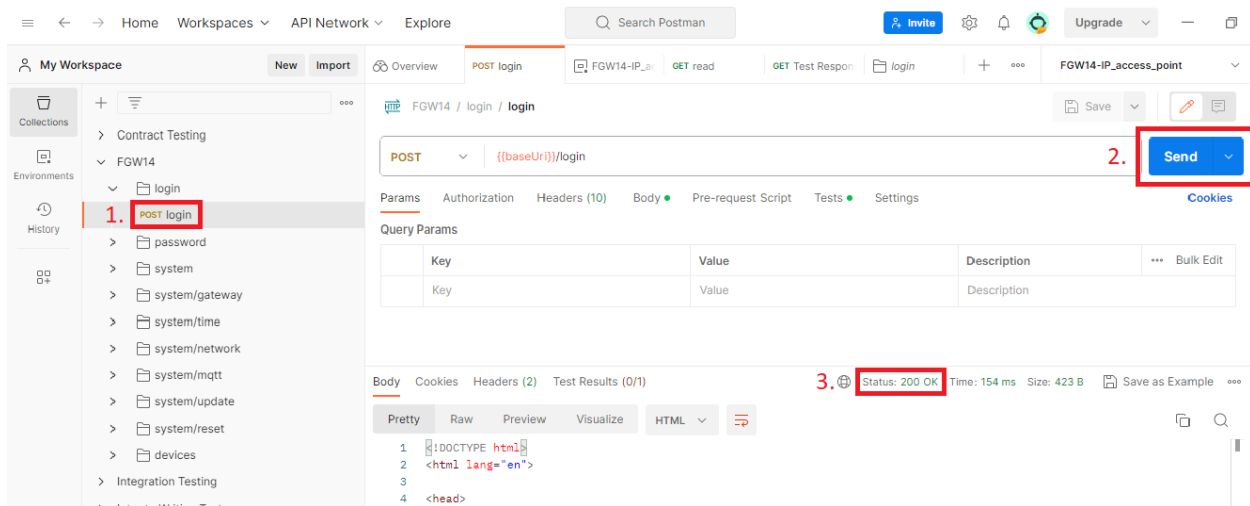 Home Workspaces API Network Explore Search Postman Invite Upgrade
My Workspace New Import Overview POST login FGW14-IP_ac GET read GET Test Respon login FGW14-IP_access_point
Collections
Environments
History
Contract Testing
FGW14
login
1. POST login
password
system
system/gateway
system/time
system/network
system/mqtt
system/update
system/reset
devices
Integration Testing
HTTP FGW14 / login / login Save
POST {{baseUri}}/login 2. Send
Params Authorization Headers (10) Body Pre-request Script Tests Settings Cookies
Query Params
Key Value Description Bulk Edit
Key Value Description
Body Cookies Headers (2) Test Results (0/1) 3. Status: 200 OK Time: 154 ms Size: 423 B Save as Example
Pretty Raw Preview Visualize HTML
1 <!DOCTYPE html>
2 <html lang="en">
3
4 <head>